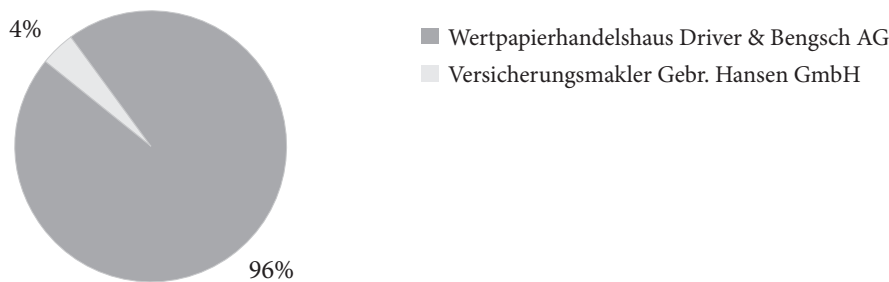 4%
Wertpapierhandelshaus Driver & Bengsch AG
Versicherungsmakler Gebr. Hansen GmbH
96%